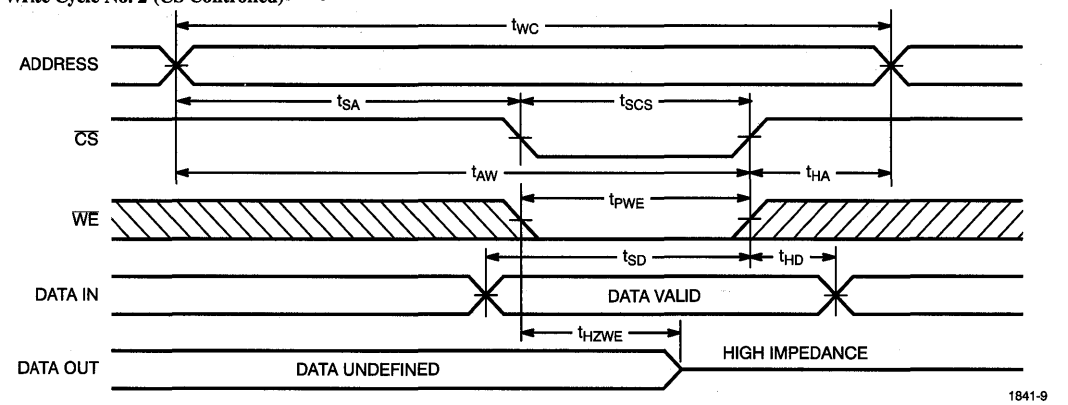 Write Cycle No. 2 (CS Controlled)
tWC
ADDRESS
tSA
tSCS
CS
tAW
tHA
tPWE
WE
tSD
tHD
DATA IN
DATA VALID
tHZWE
HIGH IMPEDANCE
DATA OUT
DATA UNDEFINED
1841-9